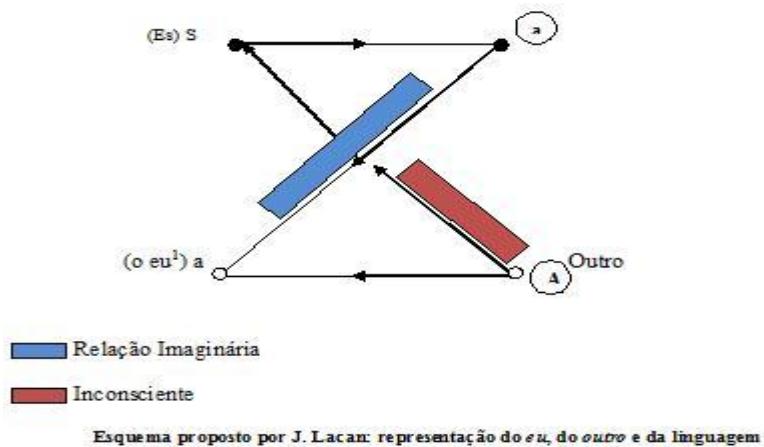 (Es) S
a
(o eu¹) a
A Outro
Relação Imaginária
Inconsciente
Esquema proposto por J. Lacan: representação do eu, do outro e da linguagem